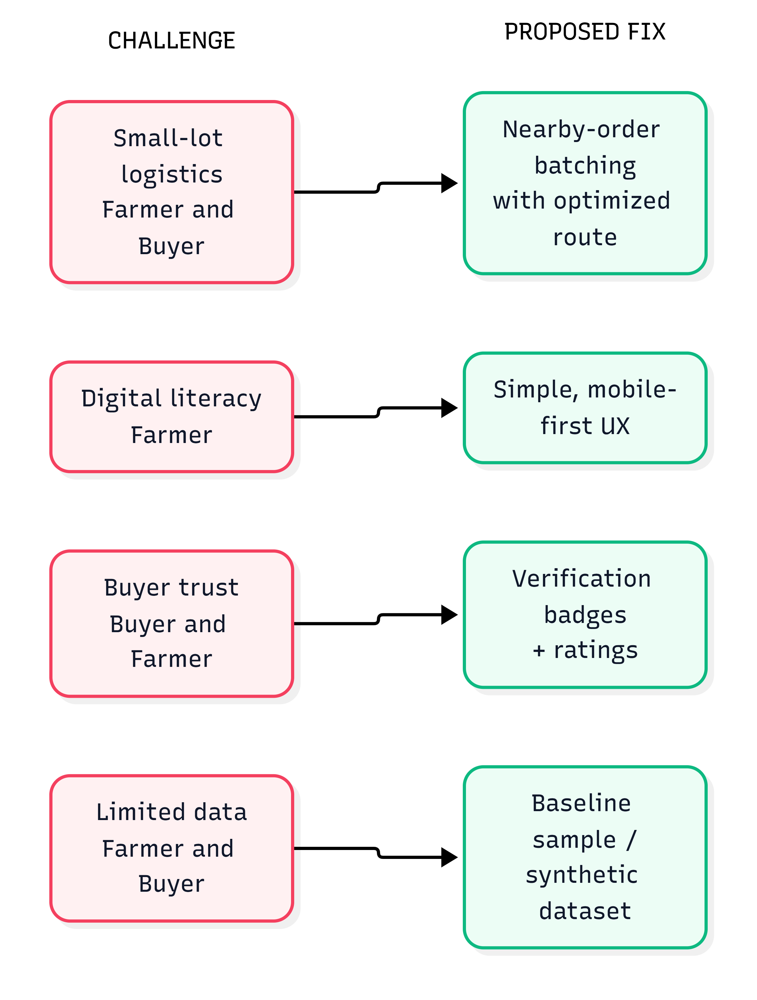 CHALLENGE
PROPOSED FIX
Small-lot
logistics
Farmer and
Buyer
Nearby-order
batching
with optimized
route
Digital literacy
Farmer
Simple, mobile-
first UX
Buyer trust
Buyer and
Farmer
Verification
badges
+ ratings
Limited data
Farmer and
Buyer
Baseline
sample /
synthetic
dataset